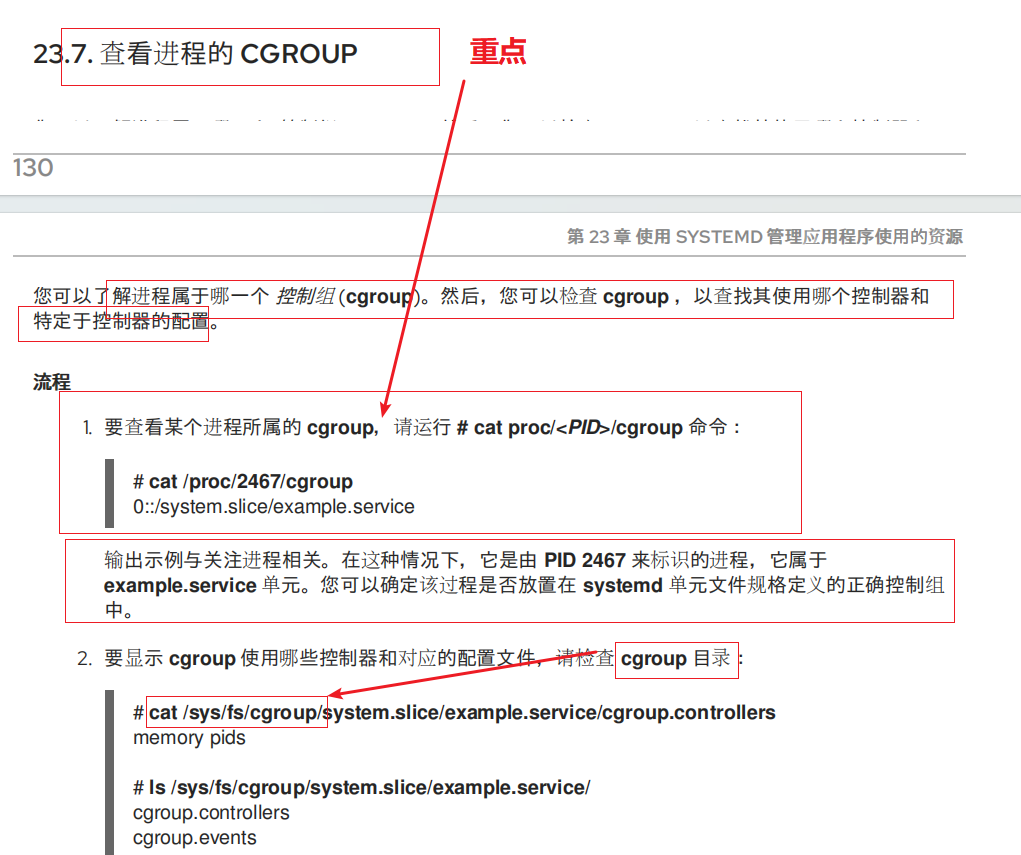 23.7. 查看进程的 CGROUP
重点
130
第 23 章 使用 SYSTEMD 管理应用程序使用的资源
您可以了解进程属于哪一个 控制组 (cgroup)。然后，您可以检查 cgroup ，以查找其使用哪个控制器和
特定于控制器的配置。
流程
1. 要查看某个进程所属的 cgroup，请运行 # cat proc/<PID>/cgroup 命令：
# cat /proc/2467/cgroup
0::/system.slice/example.service
输出示例与关注进程相关。在这种情况下，它是由 PID 2467 来标识的进程，它属于
example.service 单元。您可以确定该过程是否放置在 systemd 单元文件规格定义的正确控制组
中。
2. 要显示 cgroup 使用哪些控制器和对应的配置文件，请检查 cgroup 目录：
# cat /sys/fs/cgroup/system.slice/example.service/cgroup.controllers
memory pids
# ls /sys/fs/cgroup/system.slice/example.service/
cgroup.controllers
cgroup.events